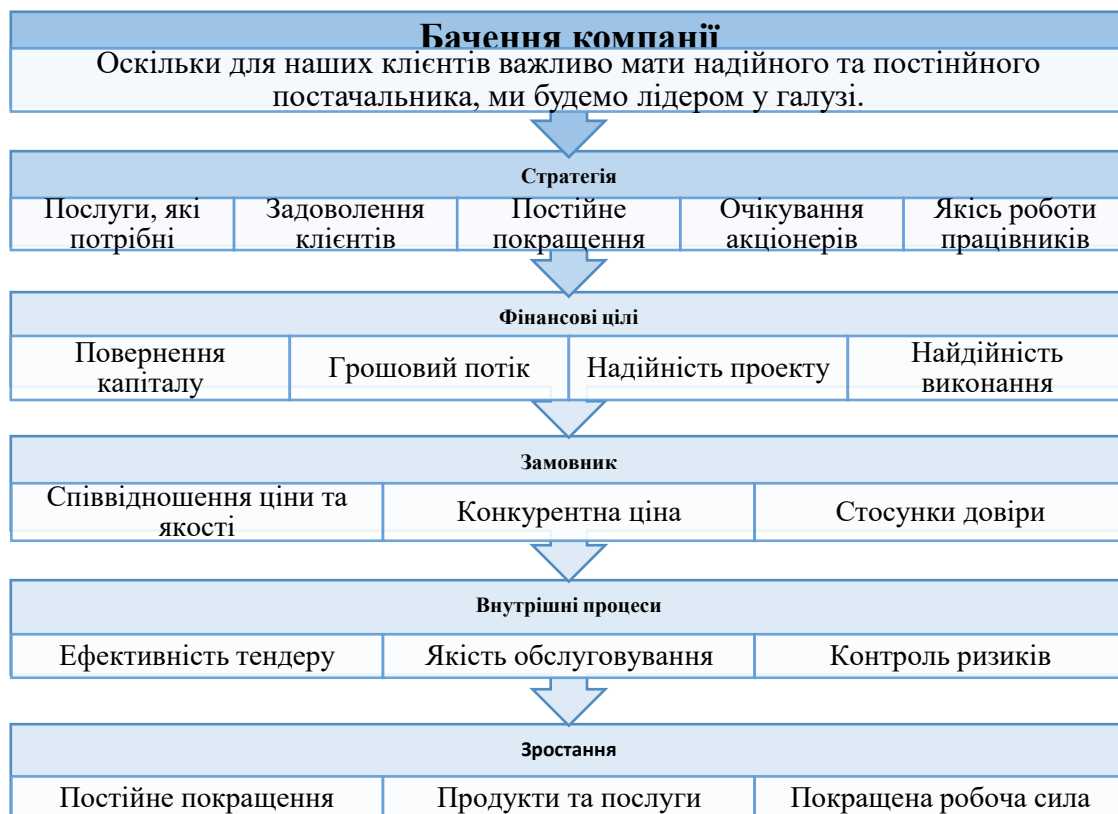 Бачення компанії
Оскільки для наших клієнтів важливо мати надійного та постінйного
постачальника, ми будемо лідером у галузі.
Стратегія
Послуги, які
потрібні
Задоволення
клієнтів
Постійне
покращення
Очікування
акціонерів
Якісь роботи
працівників
Фінансові цілі
Повернення
капіталу
Грошовий потік
Надійність проекту
Найдійність
виконання
Замовник
Співвідношення ціни та
якості
Конкурентна ціна
Стосунки довіри
Внутрішні процеси
Ефективність тендеру
Якість обслуговування
Контроль ризиків
Зростання
Постійне покращення
Продукти та послуги
Покращена робоча сила